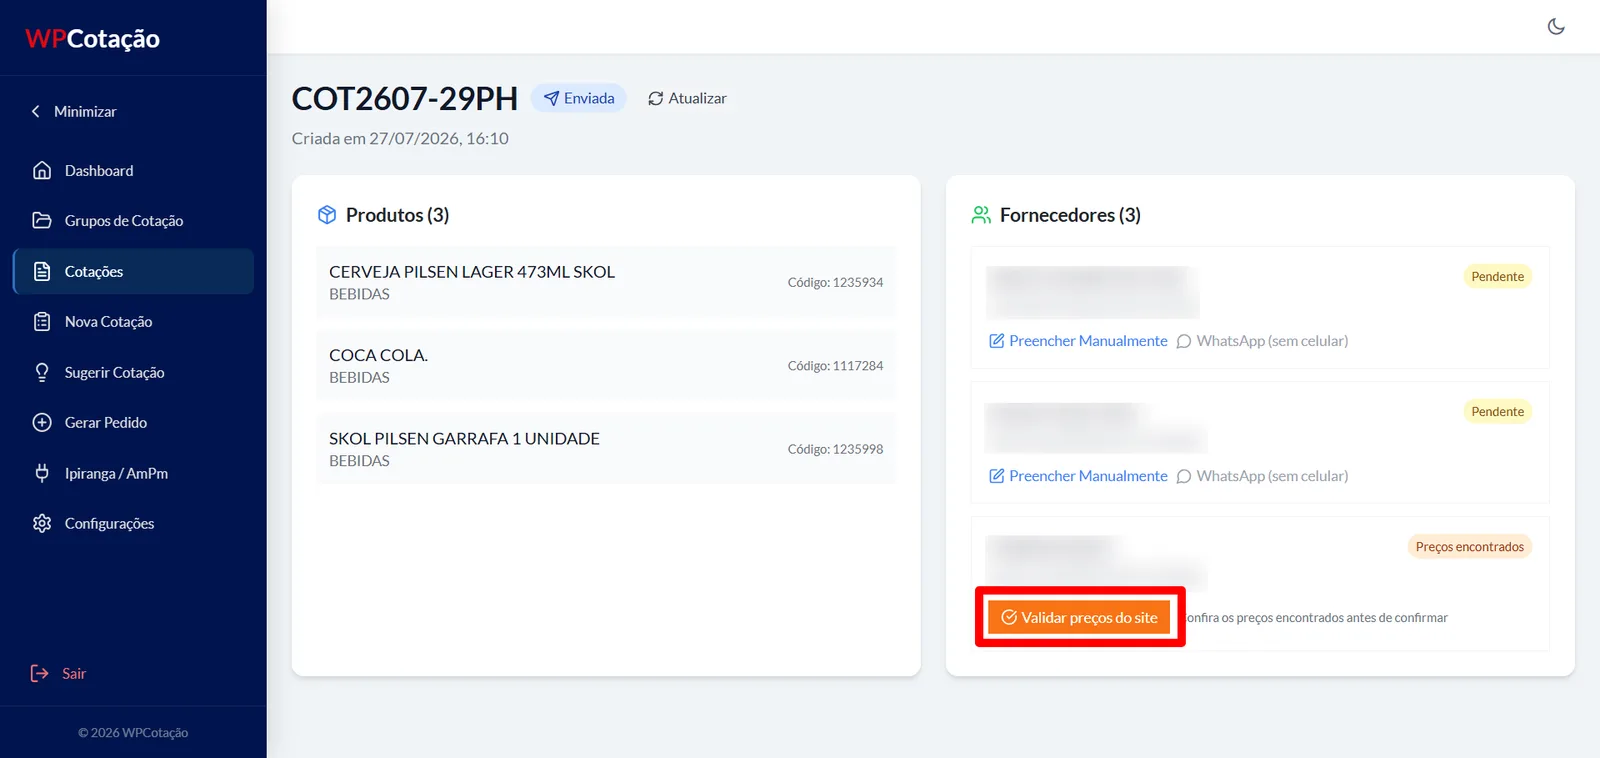 WPCotação
Minimizar
Dashboard
Grupos de Cotação
Cotações
Nova Cotação
Sugerir Cotação
Gerar Pedido
Ipiranga / AmPm
Configurações
Sair
© 2026 WPCotação
COT2607-29PH
Enviada
Atualizar
Criada em 27/07/2026, 16:10
Produtos (3)
CERVEJA PILSEN LAGER 473ML SKOL
BEBIDAS
Código: 1235934
COCA COLA.
BEBIDAS
Código: 1117284
SKOL PILSEN GARRAFA 1 UNIDADE
BEBIDAS
Código: 1235998
Fornecedores (3)
Pendente
Preencher Manualmente
WhatsApp (sem celular)
Pendente
Preencher Manualmente
WhatsApp (sem celular)
Preços encontrados
Validar preços do site
onfira os preços encontrados antes de confirmar